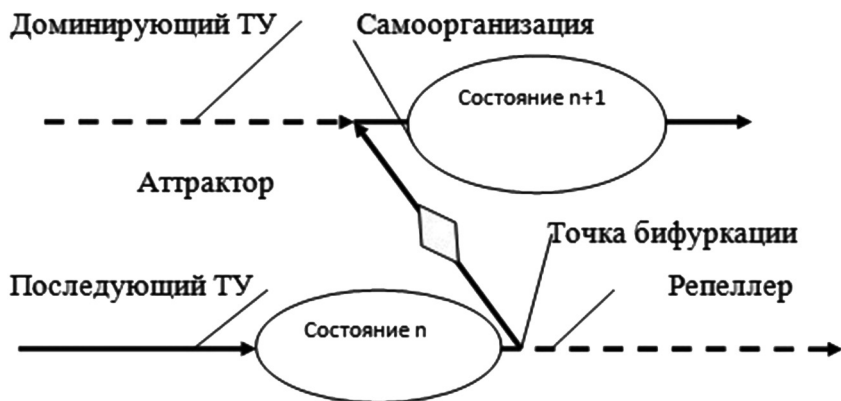 Доминирующий ТУ
Самоорганизация
Состояние n+1
Аттрактор
Точка бифуркации
Последующий ТУ
Репеллер
Состояние n